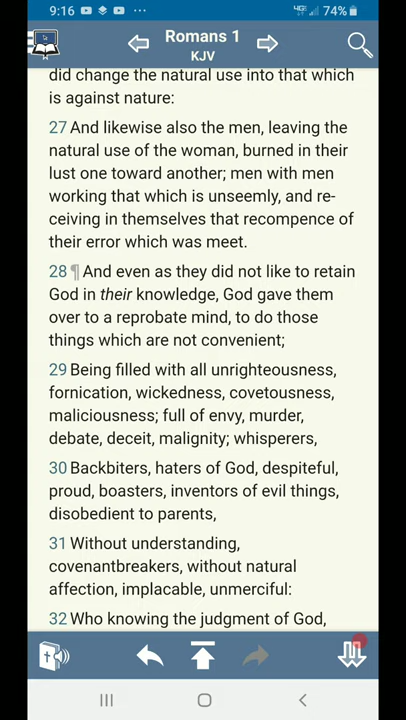 9:16 74%
Romans 1
KJV
did change the natural use into that which
is against nature:
27 And likewise also the men, leaving the
natural use of the woman, burned in their
lust one toward another; men with men
working that which is unseemly, and re-
ceiving in themselves that recompence of
their error which was meet.
28 ¶ And even as they did not like to retain
God in their knowledge, God gave them
over to a reprobate mind, to do those
things which are not convenient;
29 Being filled with all unrighteousness,
fornication, wickedness, covetousness,
maliciousness; full of envy, murder,
debate, deceit, malignity; whisperers,
30 Backbiters, haters of God, despiteful,
proud, boasters, inventors of evil things,
disobedient to parents,
31 Without understanding,
covenantbreakers, without natural
affection, implacable, unmerciful:
32 Who knowing the judgment of God,